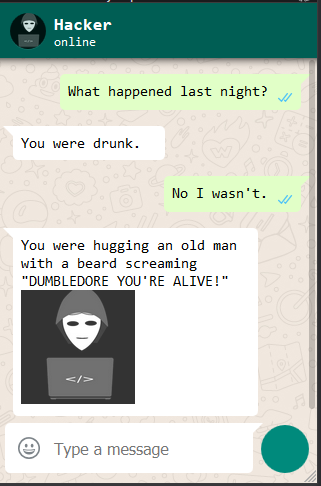 Hacker
online
What happened last night?
You were drunk.
No I wasn't.
You were hugging an old man
with a beard screaming
"DUMBLEDORE YOU'RE ALIVE!"
</>
Type a message